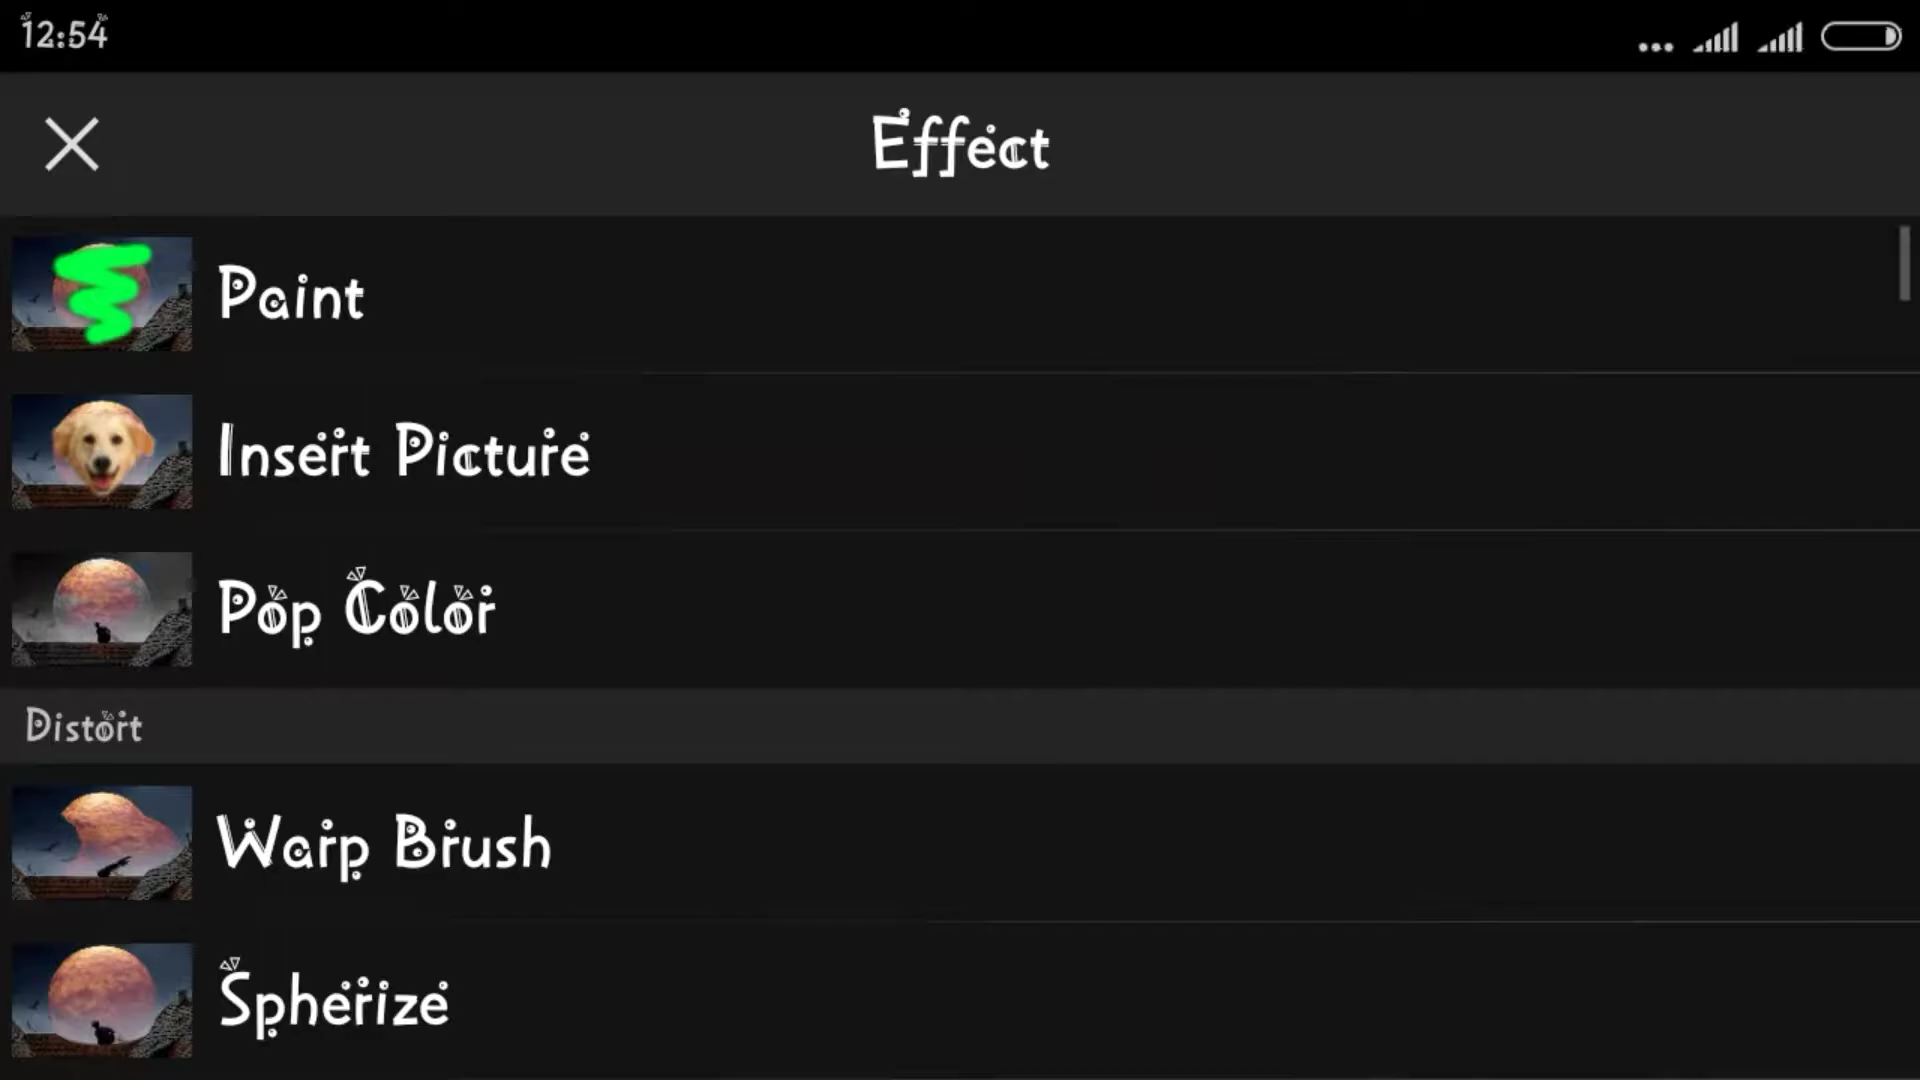 12:54
Effect
Paint
Insert Picture
Pop Color
Distort
Warp Brush
Spherize